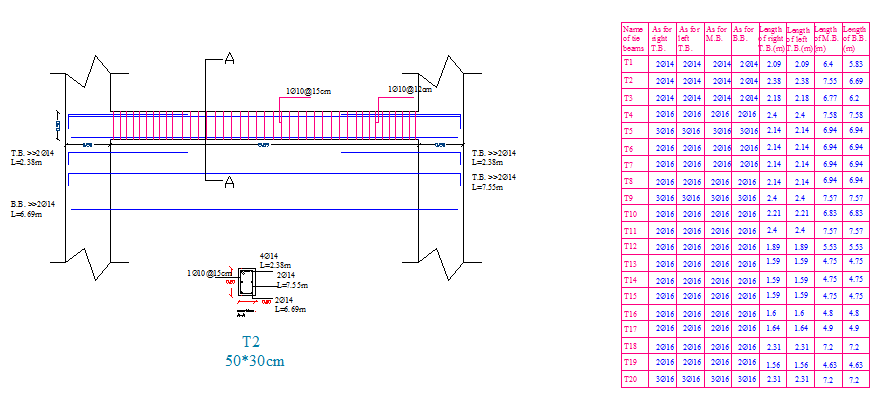 A
1Ø10@15cm
1Ø10@12cm
T.B. >>2Ø14
L=2.38m
T.B. >>2Ø14
L=2.38m
T.B. >>2Ø14
L=7.55m
A
B.B. >>2Ø14
L=6.69m
4Ø14
L=2.38m
1Ø10@15cm
2Ø14
L=7.55m
2Ø14
L=6.69m
A-A
T2
50*30cm
Name of tie beams | As for right T.B. | As for left T.B. | As for M.B. | As for B.B. | Length of right T.B.(m) | Length of left T.B.(m) | Length of M.B. (m) | Length of B.B. (m)
T1 2Ø14 2Ø14 2Ø14 2Ø14 2.09 2.09 6.4 5.83
T2 2Ø14 2Ø14 2Ø14 2Ø14 2.38 2.38 7.55 6.69
T3 2Ø14 2Ø14 2Ø14 2Ø14 2.18 2.18 6.77 6.2
T4 2Ø16 2Ø16 2Ø16 2Ø16 2.4 2.4 7.58 7.58
T5 3Ø16 3Ø16 3Ø16 3Ø16 2.14 2.14 6.94 6.94
T6 2Ø16 2Ø16 2Ø16 2Ø16 2.14 2.14 6.94 6.94
T7 2Ø16 2Ø16 2Ø16 2Ø16 2.14 2.14 6.94 6.94
T8 2Ø16 2Ø16 2Ø16 2Ø16 2.14 2.14 6.94 6.94
T9 3Ø16 3Ø16 3Ø16 3Ø16 2.4 2.4 7.57 7.57
T10 2Ø16 2Ø16 2Ø16 2Ø16 2.21 2.21 6.83 6.83
T11 2Ø16 2Ø16 2Ø16 2Ø16 2.4 2.4 7.57 7.57
T12 2Ø16 2Ø16 2Ø16 2Ø16 1.89 1.89 5.53 5.53
T13 2Ø16 2Ø16 2Ø16 2Ø16 1.59 1.59 4.75 4.75
T14 2Ø16 2Ø16 2Ø16 2Ø16 1.59 1.59 4.75 4.75
T15 2Ø16 2Ø16 2Ø16 2Ø16 1.59 1.59 4.75 4.75
T16 2Ø16 2Ø16 2Ø16 2Ø16 1.6 1.6 4.8 4.8
T17 2Ø16 2Ø16 2Ø16 2Ø16 1.64 1.64 4.9 4.9
T18 2Ø16 2Ø16 2Ø16 2Ø16 2.31 2.31 7.2 7.2
T19 2Ø16 2Ø16 2Ø16 2Ø16 1.56 1.56 4.63 4.63
T20 3Ø16 3Ø16 3Ø16 3Ø16 2.31 2.31 7.2 7.2